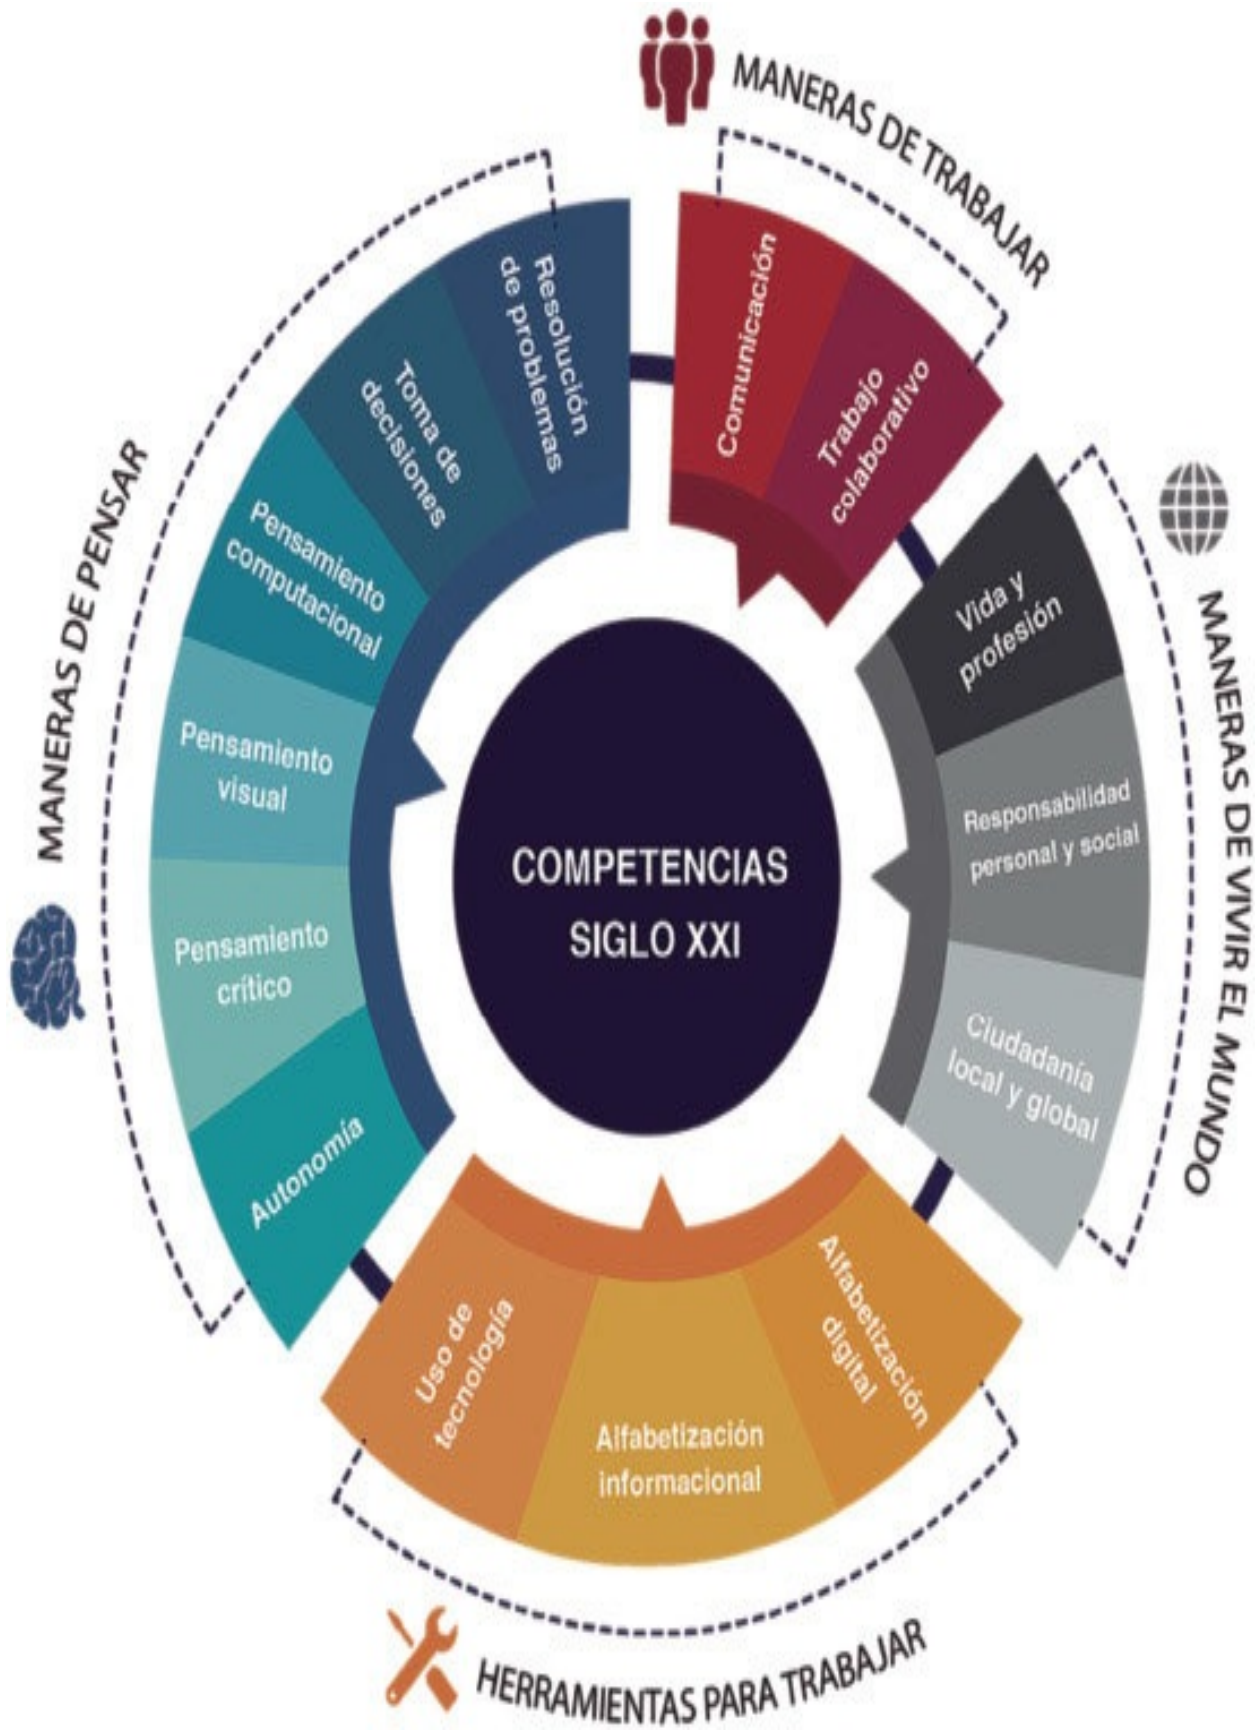 MANERAS DE TRABAJAR
Comunicación
Trabajo
colaborativo
MANERAS DE VIVIR EL MUNDO
Vida y
profesión
Responsabilidad
personal y social
Ciudadanía
local y global
HERRAMIENTAS PARA TRABAJAR
Alfabetización
digital
Alfabetización
informacional
Uso de
tecnología
MANERAS DE PENSAR
Autonomía
Pensamiento
crítico
Pensamiento
visual
Pensamiento
computacional
Toma de
decisiones
Resolución
de problemas
COMPETENCIAS
SIGLO XXI